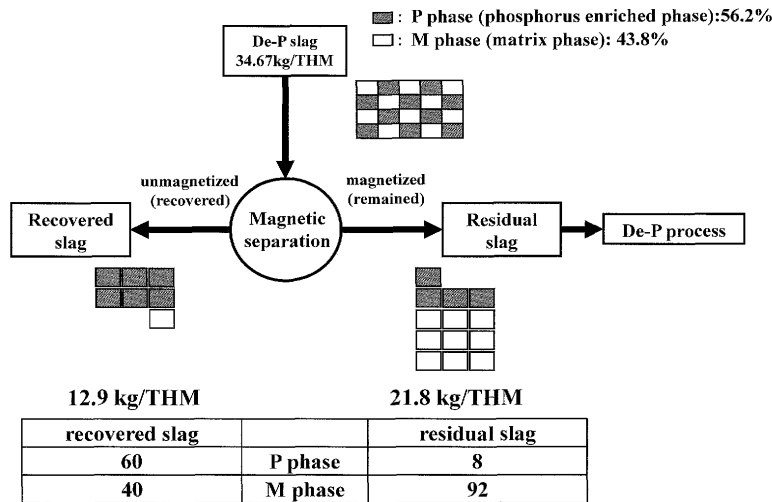 De-P slag
34.67kg/THM
: P phase (phosphorus enriched phase):56.2%
: M phase (matrix phase): 43.8%
unmagnetized
(recovered)
magnetized
(remained)
Recovered
slag
Magnetic
separation
Residual
slag
De-P process
12.9 kg/THM
21.8 kg/THM
recovered slag residual slag
60 P phase 8
40 M phase 92